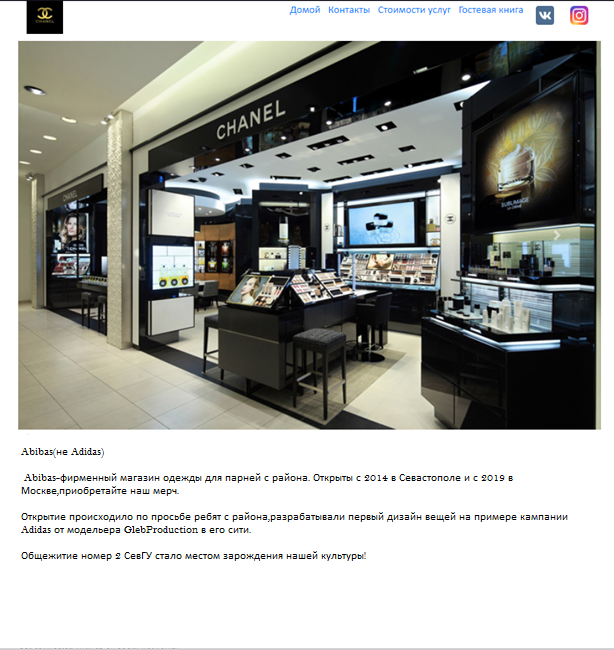 CHANEL
Домой Контакты Стоимости услуг Гостевая книга
CHANEL
CHANEL
SUBLIMAGE
Abibas(не Adidas)
Abibas-фирменный магазин одежды для парней с района. Открыты с 2014 в Севастополе и с 2019 в
Москве,приобретайте наш мерч.
Открытие происходило по просьбе ребят с района,разрабатывали первый дизайн вещей на примере кампании
Adidas от модельера GlebProduction в его сити.
Общежитие номер 2 СевГУ стало местом зарождения нашей культуры!